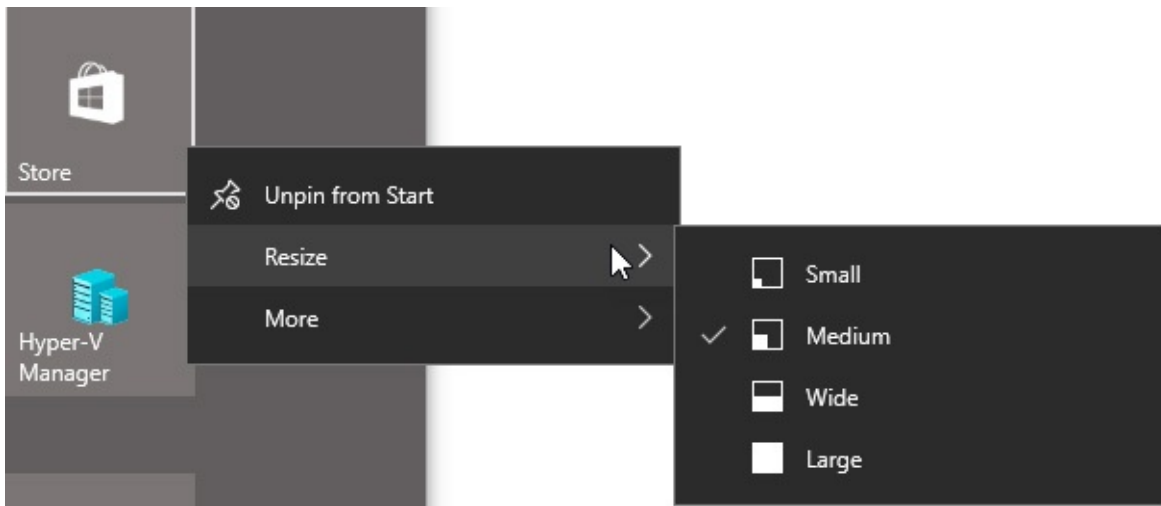 Store
Hyper-V
Manager
Unpin from Start
Resize
More
Small
Medium
Wide
Large